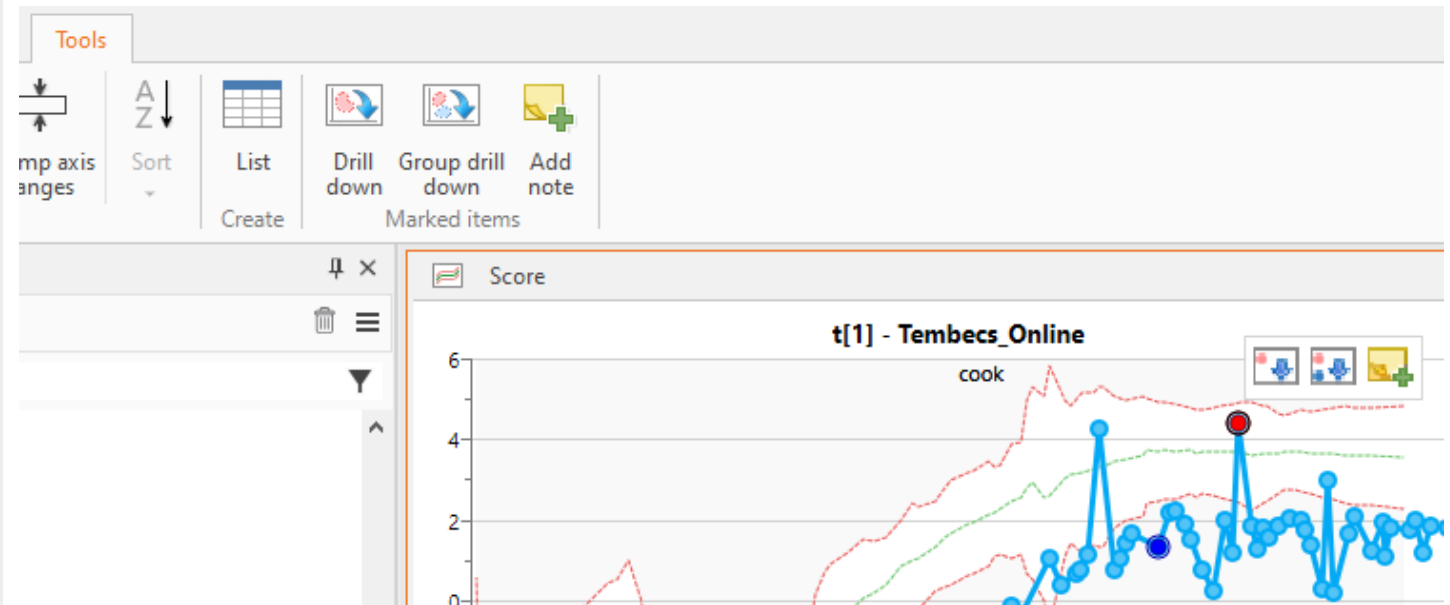 Tools
mp axis
anges
Sort
List
Drill
down
Group drill
down
Add
note
Create
Marked items
Score
t[1] - Tembecs_Online
cook
6
4
2
0
A
Z